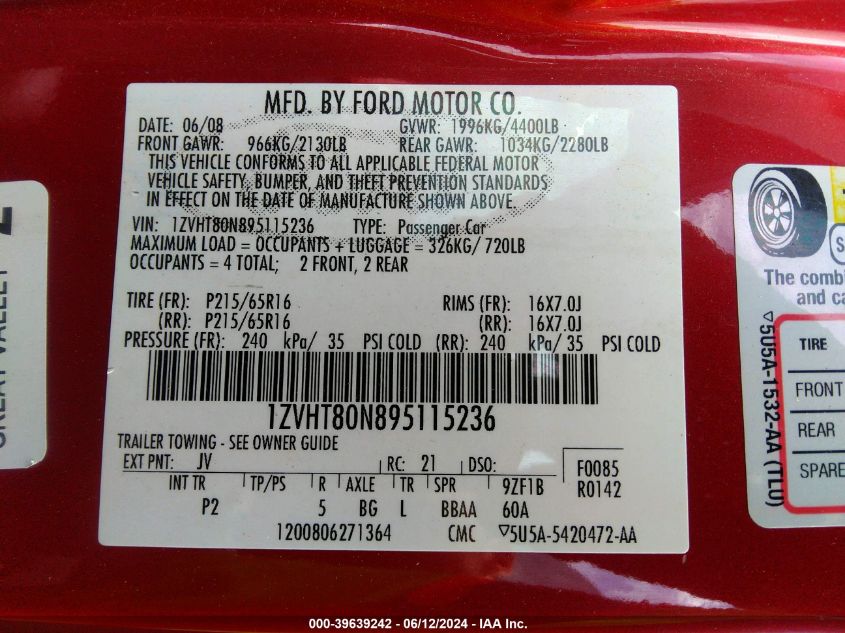 MFD. BY FORD MOTOR CO.
DATE: 06/08 GVWR: 1996KG/4400LB
FRONT GAWR: 966KG/2130LB REAR GAWR: 1034KG/2280LB
THIS VEHICLE CONFORMS TO ALL APPLICABLE FEDERAL MOTOR
VEHICLE SAFETY, BUMPER, AND THEFT PREVENTION STANDARDS
IN EFFECT ON THE DATE OF MANUFACTURE SHOWN ABOVE.
VIN: 1ZVHT80N895115236 TYPE: Passenger Car
MAXIMUM LOAD = OCCUPANTS + LUGGAGE = 326KG/ 720LB
OCCUPANTS = 4 TOTAL; 2 FRONT, 2 REAR
TIRE (FR): P215/65R16 RIMS (FR): 16X7.0J
(RR): P215/65R16 (RR): 16X7.0J
PRESSURE (FR): 240 kPa/ 35 PSI COLD (RR): 240 kPa/ 35 PSI COLD
1ZVHT80N895115236
TRAILER TOWING - SEE OWNER GUIDE
EXT PNT: JV RC: 21 DSO: F0085
INT TR TP/PS R AXLE TR SPR 9ZF1B R0142
P2 5 BG L BBAA 60A
1200806271364 CMC ▽5U5A-5420472-AA
GREAT VALLEY
The combi
and ca
▽5U5A-1532-AA (TLU)
TIRE
FRONT
REAR
SPARE
000-39639242 - 06/12/2024 - IAA Inc.